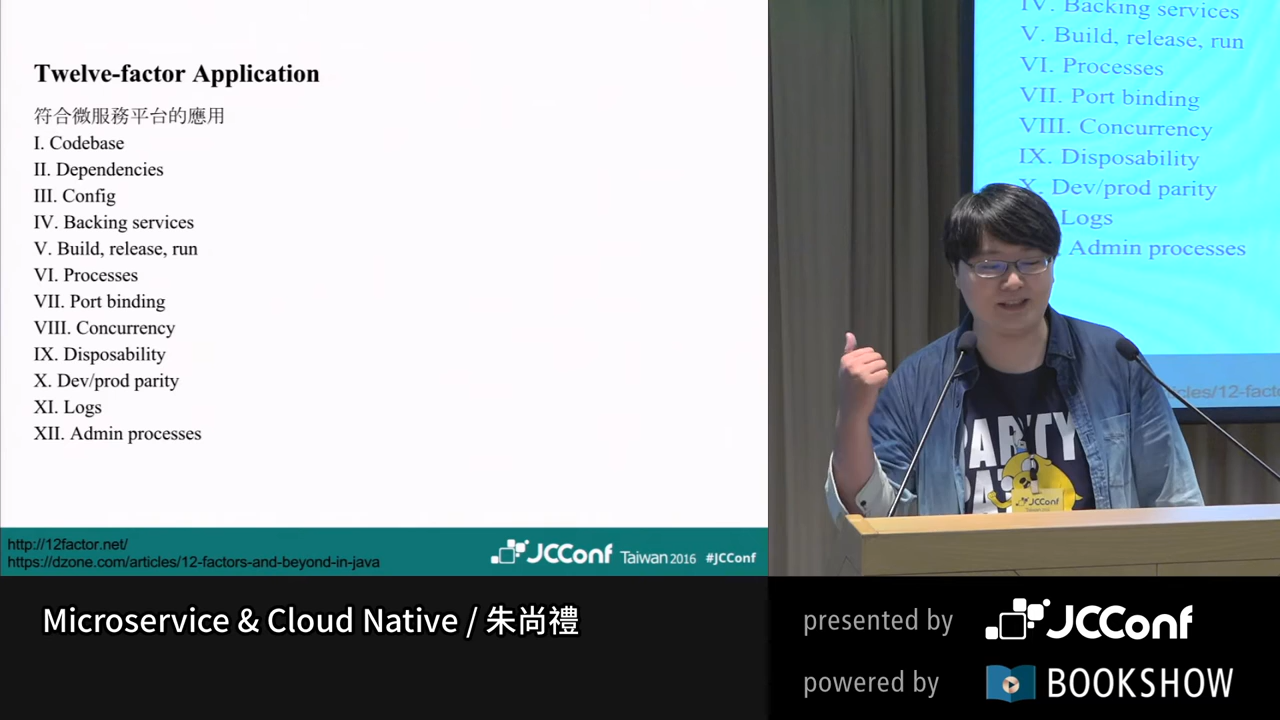 Twelve-factor Application
符合微服務平台的應用
I. Codebase
II. Dependencies
III. Config
IV. Backing services
V. Build, release, run
VI. Processes
VII. Port binding
VIII. Concurrency
IX. Disposability
X. Dev/prod parity
XI. Logs
XII. Admin processes
http://12factor.net/
https://dzone.com/articles/12-factors-and-beyond-in-java
JCConf Taiwan 2016 #JCConf
IV. Backing services
V. Build, release, run
VI. Processes
VII. Port binding
VIII. Concurrency
IX. Disposability
X. Dev/prod parity
Logs
Admin processes
PARTY
JCConf
Microservice & Cloud Native / 朱尚禮
presented by JCConf
powered by BOOKSHOW